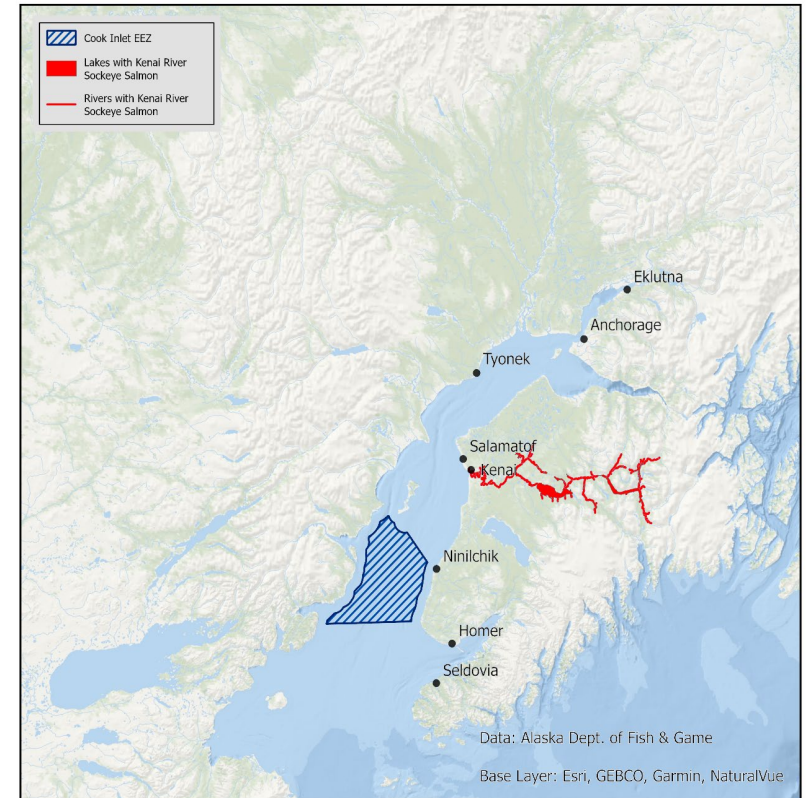 Cook Inlet EEZ
Lakes with Kenai River
Sockeye Salmon
Rivers with Kenai River
Sockeye Salmon
Eklutna
Anchorage
Tyonek
Salamatof
Kenai
Ninilchik
Homer
Seldovia
Data: Alaska Dept. of Fish & Game
Base Layer: Esri, GEBCO, Garmin, NaturalVue